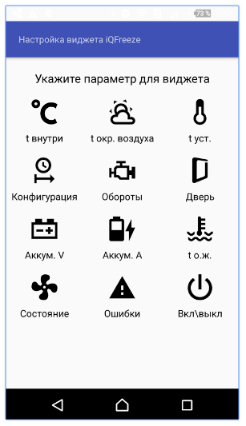 73 %
Настройка виджета iQFreeze
Укажите параметр для виджета
°C
t внутри
t окр. воздуха
t уст.
Конфигурация
Обороты
Дверь
Аккум. V
Аккум. А
t о.ж.
Состояние
Ошибки
Вкл\выкл